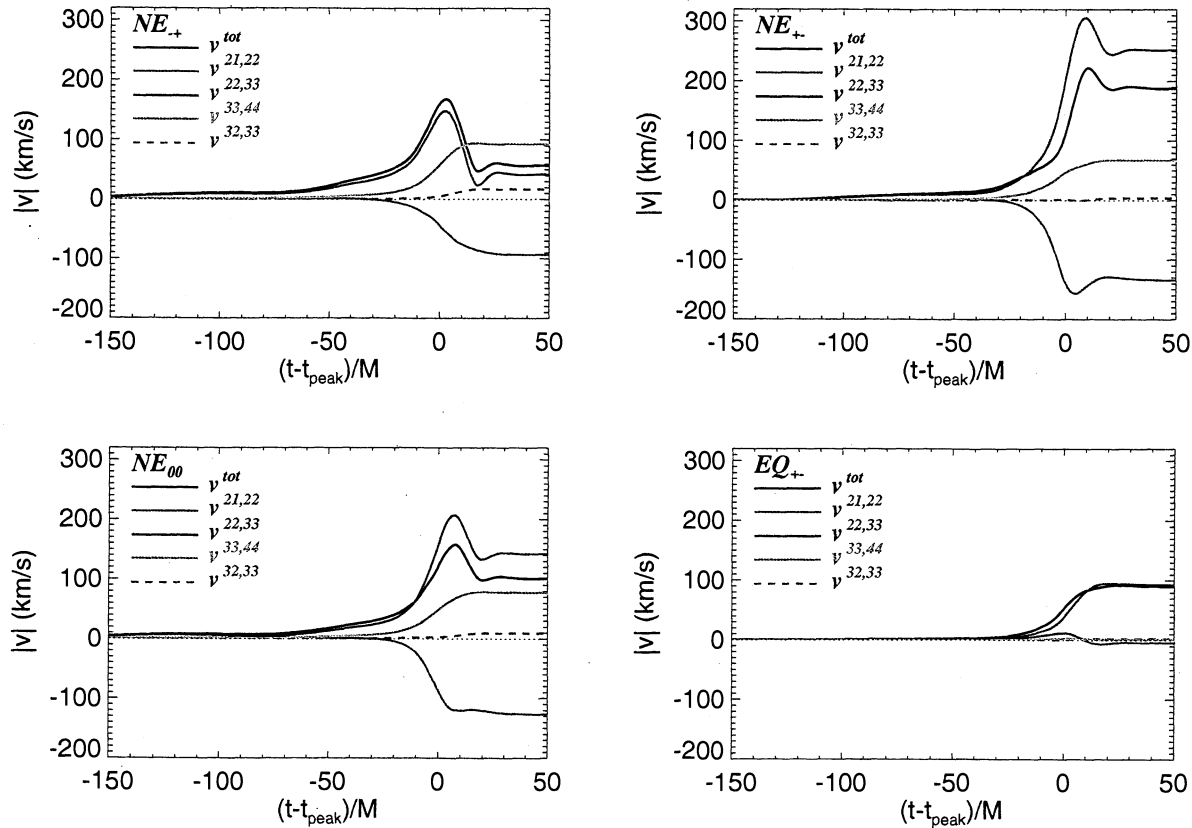 NE-+
v^tot
v^21,22
v^22,33
v^33,44
v^32,33
300
200
100
0
-100
-200
|v| (km/s)
-150 -100 -50 0 50
(t-t_peak)/M
NE+-
v^tot
v^21,22
v^22,33
v^33,44
v^32,33
300
200
100
0
-100
-200
|v| (km/s)
-150 -100 -50 0 50
(t-t_peak)/M
NE00
v^tot
v^21,22
v^22,33
v^33,44
v^32,33
300
200
100
0
-100
-200
|v| (km/s)
-150 -100 -50 0 50
(t-t_peak)/M
EQ+-
v^tot
v^21,22
v^22,33
v^33,44
v^32,33
300
200
100
0
-100
-200
|v| (km/s)
-150 -100 -50 0 50
(t-t_peak)/M